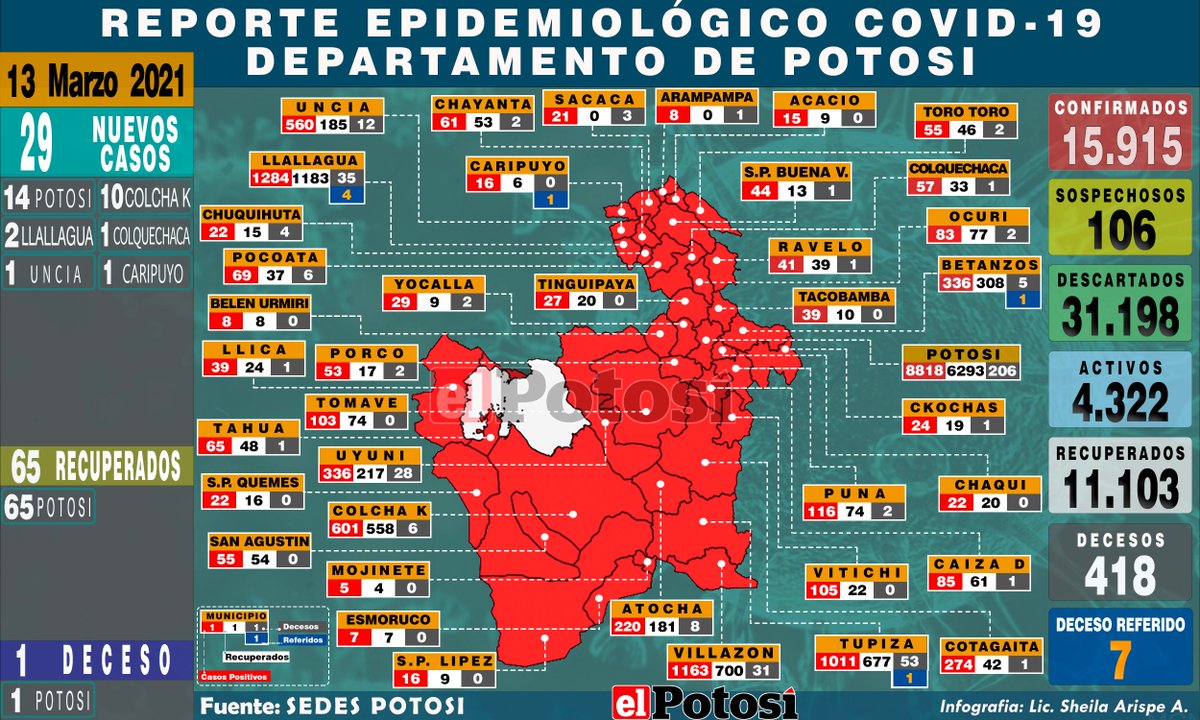 REPORTE EPIDEMIOLÓGICO COVID-19
DEPARTAMENTO DE POTOSI
13 Marzo 2021
29 NUEVOS CASOS
14 POTOSI
10 COLCHA K
2 LLALLAGUA
1 COLQUECHACA
1 UNCIA
1 CARIPUYO
65 RECUPERADOS
65 POTOSI
1 DECESO
1 POTOSI
UNCIA
560 185 12
CHAYANTA
61 53 2
SACACA
21 0 3
ARAMPAMPA
8 0 1
ACACIO
15 9 0
TORO TORO
55 46 2
LLALLAGUA
1284 1183 35
4
CARIPUYO
16 6 0
1
S.P. BUENA V.
44 13 1
COLQUECHACA
57 33 1
CHUQUIHUTA
22 15 4
OCURI
83 77 2
POCOATA
69 37 6
RAVELO
41 39 1
YOCALLA
29 9 2
TINGUIPAYA
27 20 0
BETANZOS
336 308 5
1
BELEN URMIRI
8 8 0
TACOBAMBA
39 10 0
LLICA
39 24 1
PORCO
53 17 2
POTOSI
8818 6293 206
el Potosí
TOMAVE
103 74 0
CKOCHAS
24 19 1
TAHUA
65 48 1
UYUNI
336 217 28
S.P. QUEMES
22 16 0
PUNA
116 74 2
CHAQUI
22 20 0
COLCHA K
601 558 6
SAN AGUSTIN
55 54 0
MOJINETE
5 4 0
VITICHI
105 22 0
CAIZA D
85 61 1
ESMORUCO
7 7 0
ATOCHA
220 181 8
S.P. LIPEZ
16 9 0
VILLAZON
1163 700 31
TUPIZA
1011 677 53
1
COTAGAITA
274 42 1
MUNICIPIO
1 1 1
1
Decesos
Referidos
Recuperados
Casos Positivos
CONFIRMADOS
15.915
SOSPECHOSOS
106
DESCARTADOS
31.198
ACTIVOS
4.322
RECUPERADOS
11.103
DECESOS
418
DECESO REFERIDO
7
Fuente: SEDES POTOSI
el Potosí
Infografia: Lic. Sheila Arispe A.